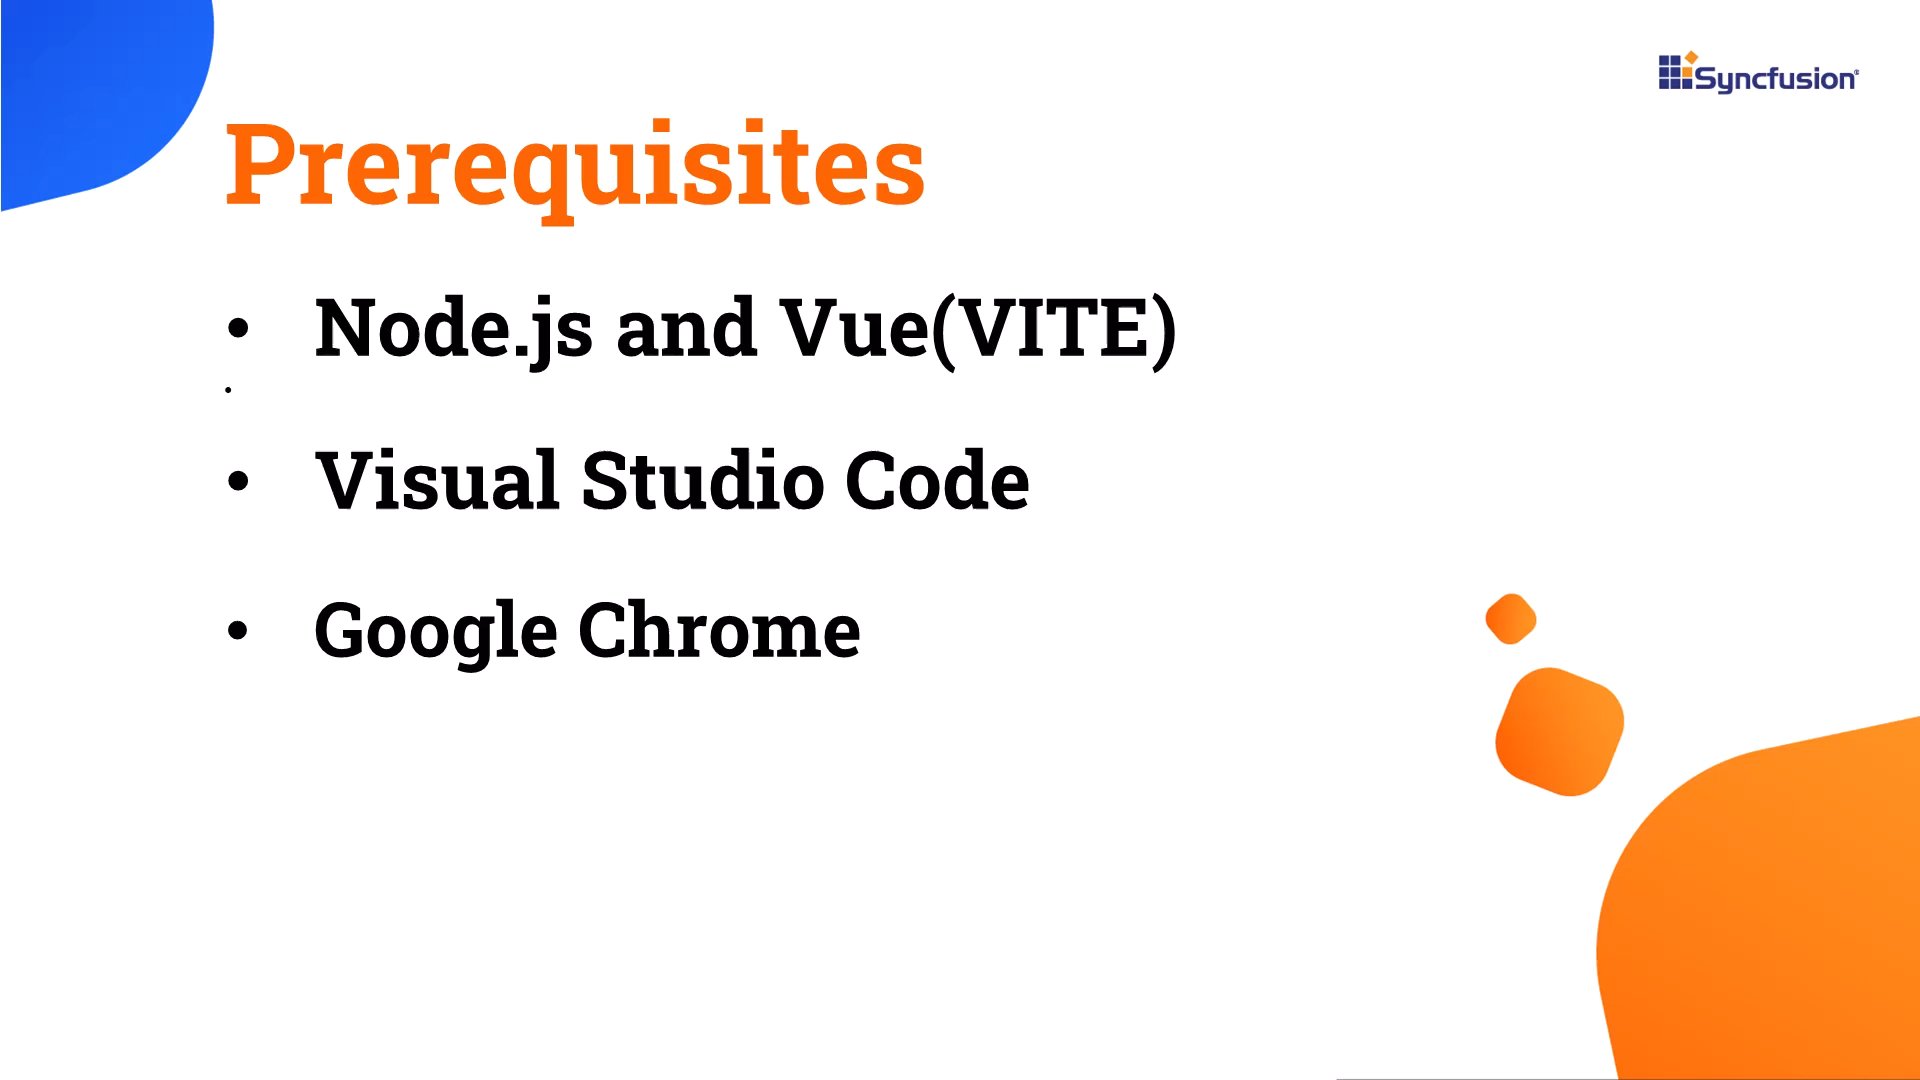 Syncfusion®
Prerequisites
• Node.js and Vue(VITE)
•
• Visual Studio Code
• Google Chrome